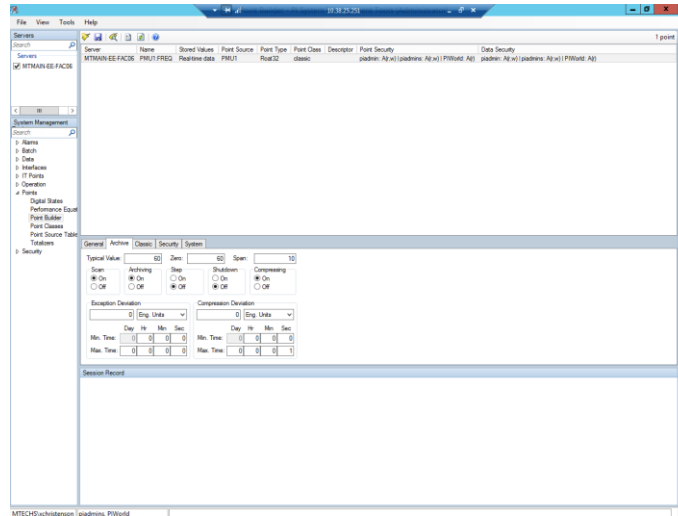 10.38.25.251
File View Tools Help
Servers
Search
Servers
MTMAIN-EE-FAC06
System Management
Search
Alarms
Batch
Data
Interfaces
IT Points
Operation
Points
Digital States
Performance Equat
Point Builder
Point Classes
Point Source Table
Totalizers
Security
1 point
Server Name Stored Values Point Source Point Type Point Class Descriptor Point Security Data Security
MTMAIN-EE-FAC06 PMU1:FREQ Real-time data PMU1 Float32 classic piadmin: A(r,w) | piadmins: A(r,w) | PIWorld: A(r) piadmin: A(r,w) | piadmins: A(r,w) | PIWorld: A(r)
General Archive Classic Security System
Typical Value: 60 Zero: 60 Span: 10
Scan Archiving Step Shutdown Compressing
On On On On On
Off Off Off Off Off
Exception Deviation Compression Deviation
0 Eng. Units 0 Eng. Units
Day Hr Min Sec Day Hr Min Sec
Min. Time: 0 0 0 0 Min. Time: 0 0 0 0
Max. Time: 0 0 0 0 Max. Time: 0 0 0 1
Session Record
MTECHS\xchristenson piadmins, PIWorld